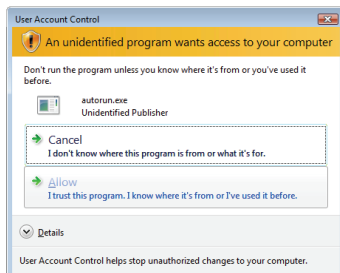 User Account Control
An unidentified program wants access to your computer
Don't run the program unless you know where it's from or you've used it
before.
autorun.exe
Unidentified Publisher
Cancel
I don't know where this program is from or what it's for.
Allow
I trust this program. I know where it's from or I've used it before.
Details
User Account Control helps stop unauthorized changes to your computer.